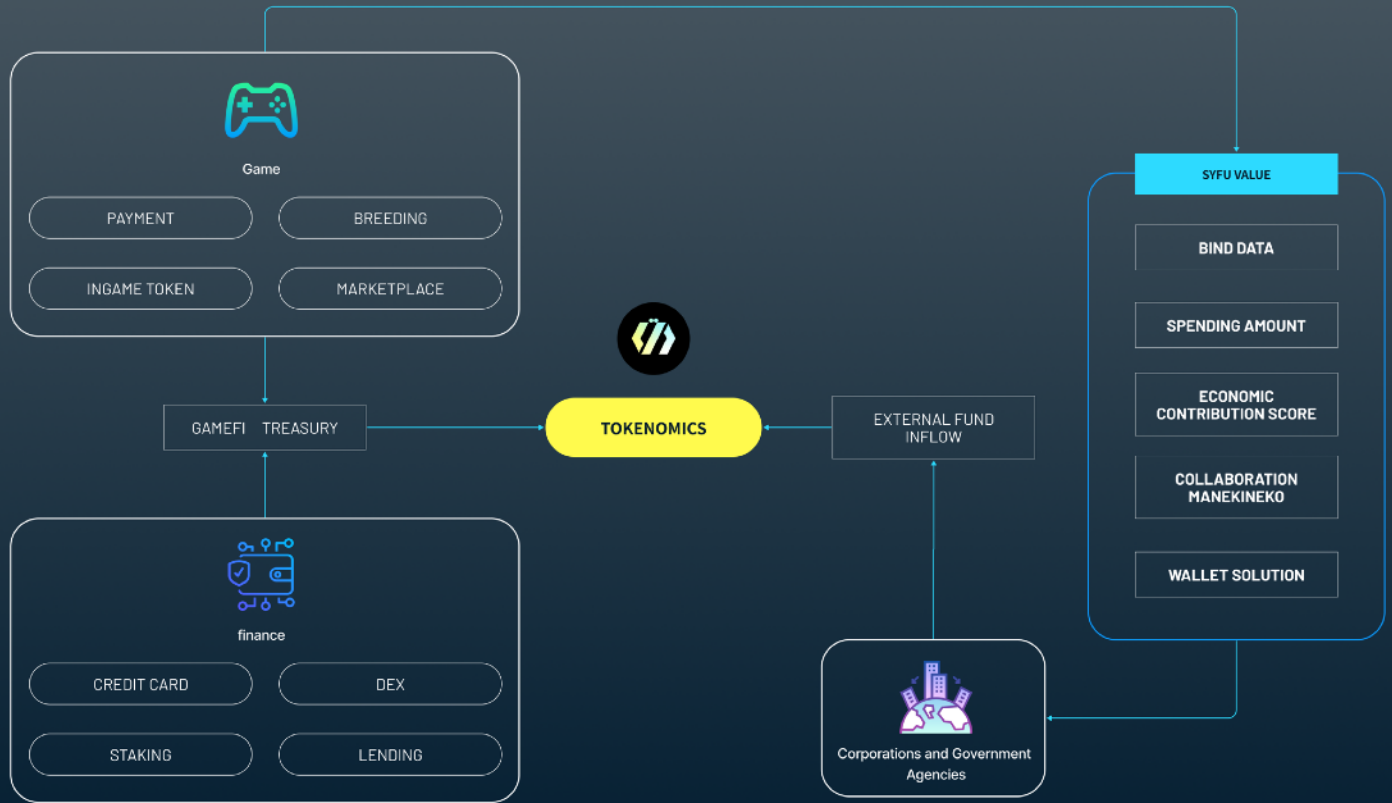 Game
PAYMENT
BREEDING
INGAME TOKEN
MARKETPLACE
GAMEFI TREASURY
finance
CREDIT CARD
DEX
STAKING
LENDING
TOKENOMICS
EXTERNAL FUND
INFLOW
Corporations and Government
Agencies
SYFU VALUE
BIND DATA
SPENDING AMOUNT
ECONOMIC
CONTRIBUTION SCORE
COLLABORATION
MANEKINEKO
WALLET SOLUTION